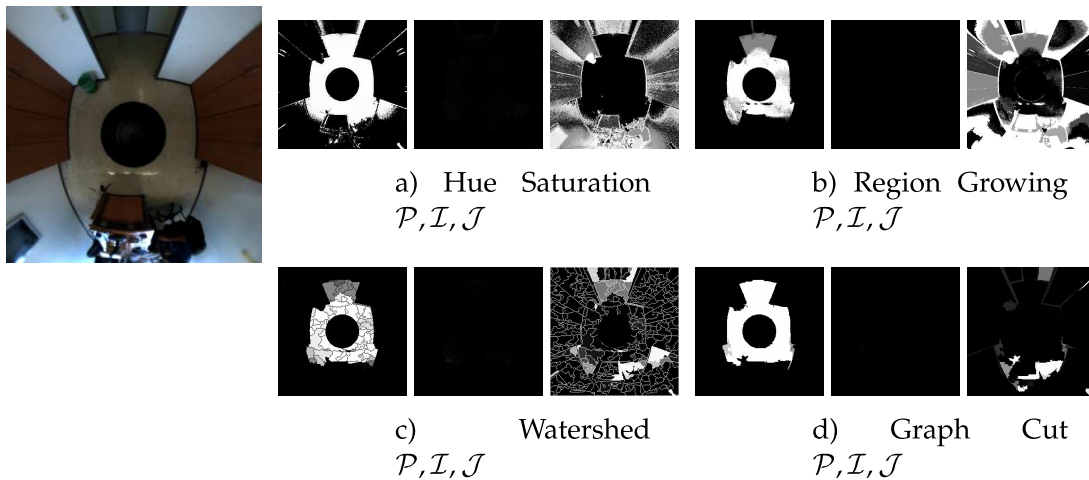 a) Hue Saturation
𝒫, ℐ, 𝒥
b) Region Growing
𝒫, ℐ, 𝒥
c) Watershed
𝒫, ℐ, 𝒥
d) Graph Cut
𝒫, ℐ, 𝒥